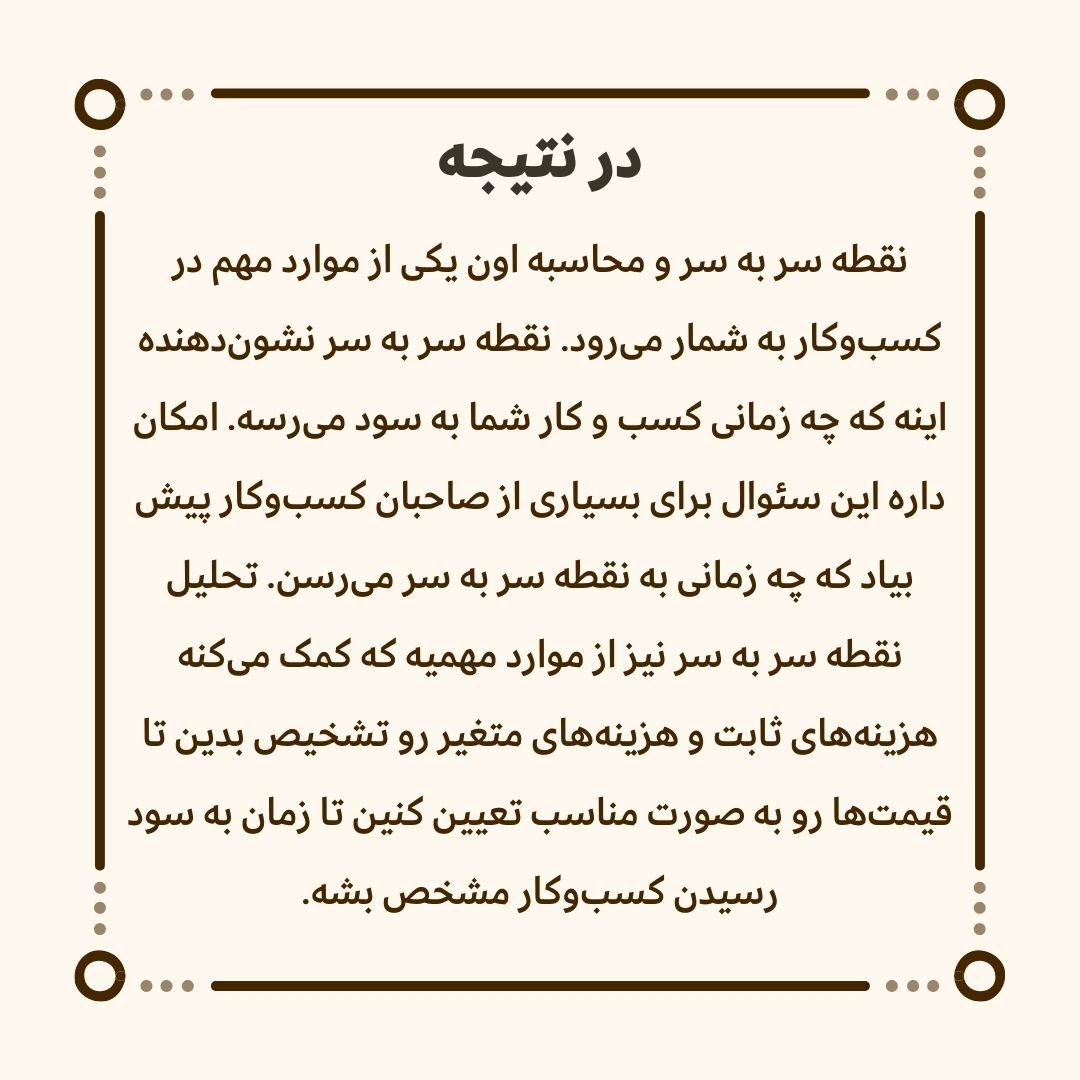 در نتیجه
نقطه سر به سر و محاسبه اون یکی از موارد مهم در
کسب‌وکار به شمار می‌رود. نقطه سر به سر نشون‌دهنده
اینه که چه زمانی کسب و کار شما به سود می‌رسه. امکان
داره این سئوال برای بسیاری از صاحبان کسب‌وکار پیش
بیاد که چه زمانی به نقطه سر به سر می‌رسن. تحلیل
نقطه سر به سر نیز از موارد مهمیه که کمک می‌کنه
هزینه‌های ثابت و هزینه‌های متغیر رو تشخیص بدین تا
قیمت‌ها رو به صورت مناسب تعیین کنین تا زمان به سود
رسیدن کسب‌وکار مشخص بشه.